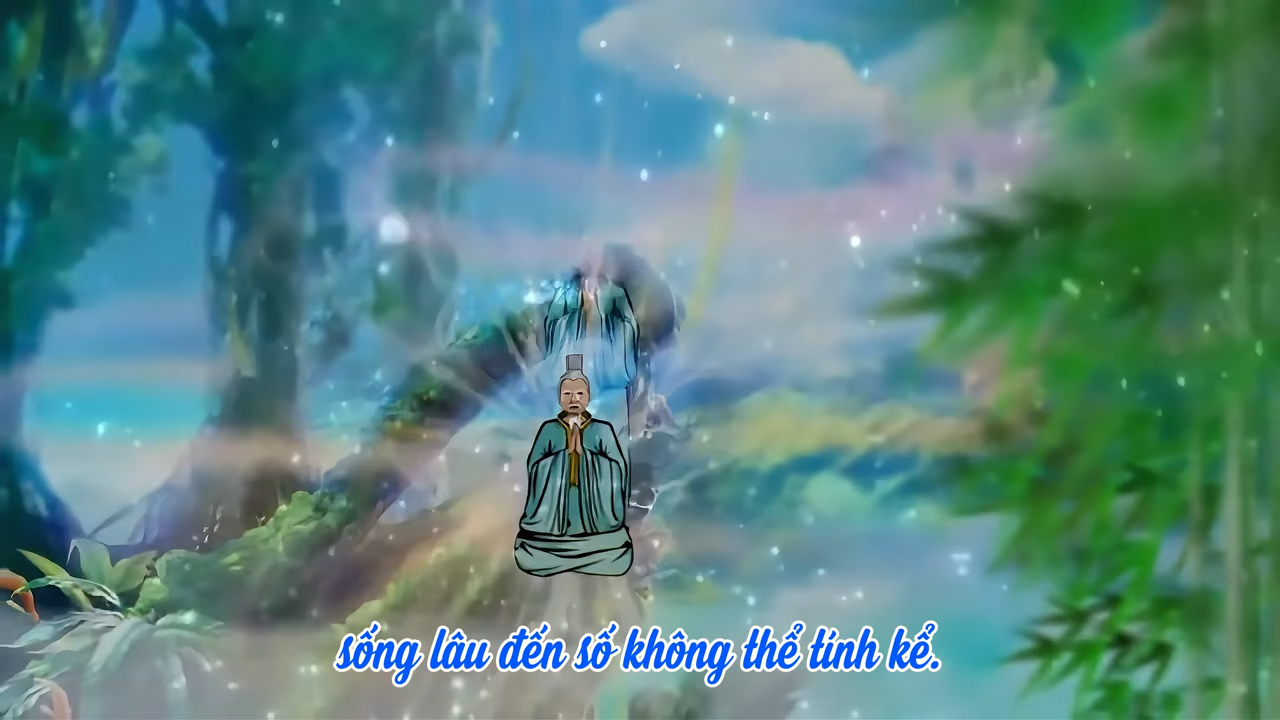 sống lâu đến số không thể tính kể.